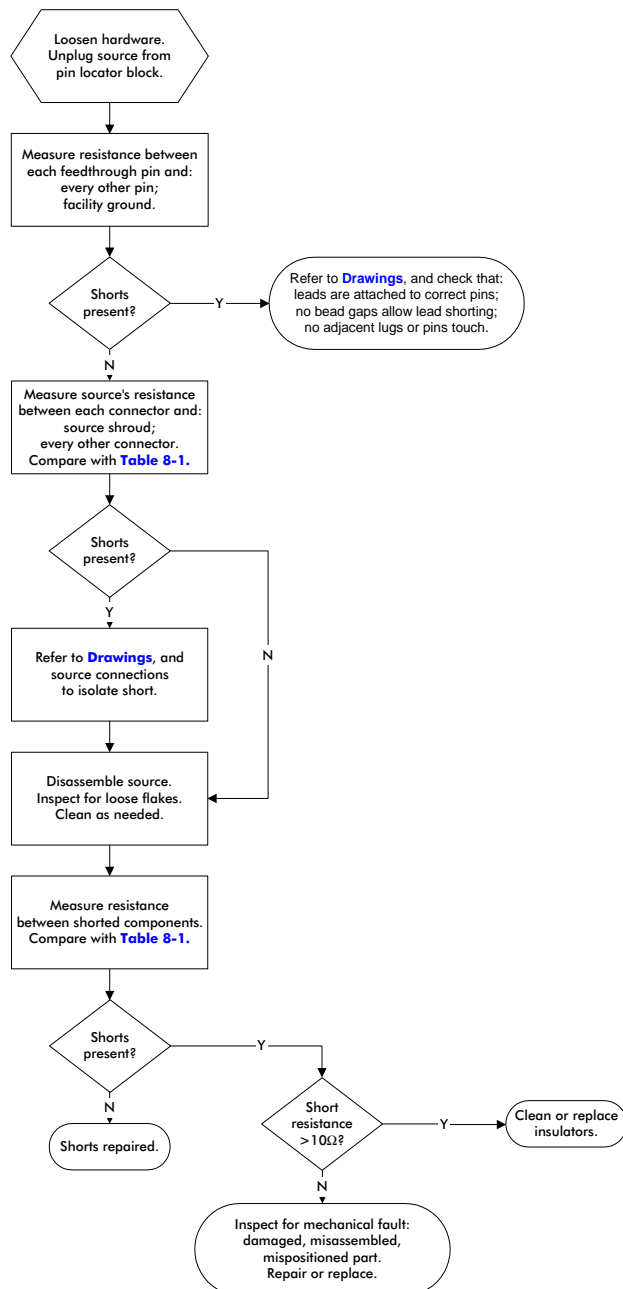 Loosen hardware.
Unplug source from
pin locator block.
Measure resistance between
each feedthrough pin and:
every other pin;
facility ground.
Shorts
present?
Y
Refer to Drawings, and check that:
leads are attached to correct pins;
no bead gaps allow lead shorting;
no adjacent lugs or pins touch.
N
Measure source's resistance
between each connector and:
source shroud;
every other connector.
Compare with Table 8-1.
Shorts
present?
Y
N
Refer to Drawings, and
source connections
to isolate short.
Disassemble source.
Inspect for loose flakes.
Clean as needed.
Measure resistance
between shorted components.
Compare with Table 8-1.
Shorts
present?
Y
N
Shorts repaired.
Short
resistance
>10Ω?
Y
Clean or replace
insulators.
N
Inspect for mechanical fault:
damaged, misassembled,
mispositioned part.
Repair or replace.